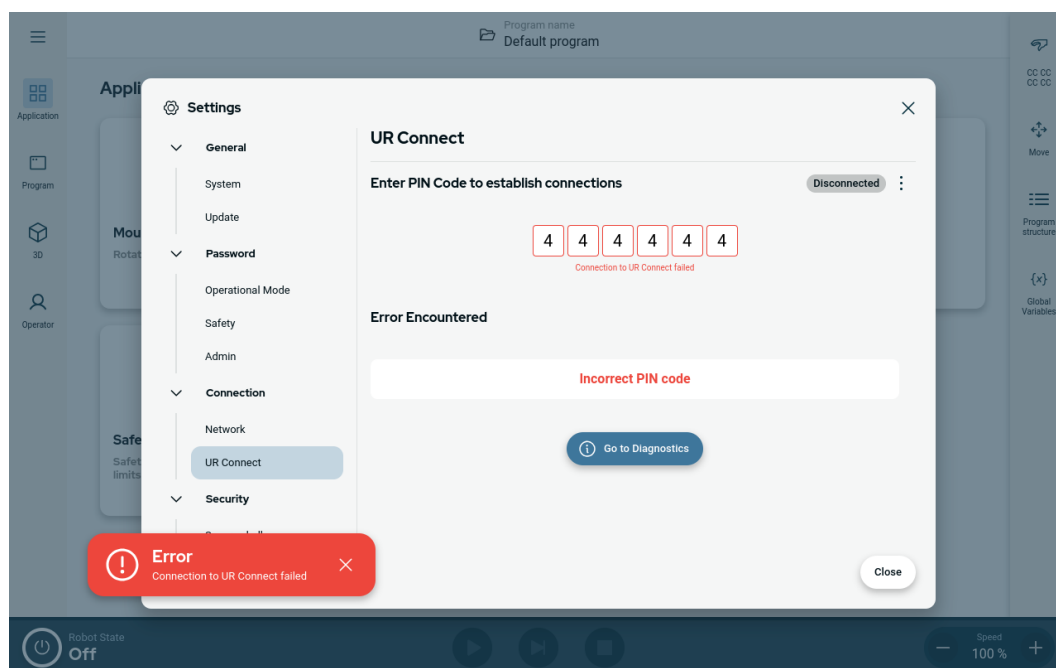 Program name
Default program
Application
Program
3D
Operator
CC CC
CC CC
Move
Program
structure
{x}
Global
Variables
Appli
Mou
Rotat
Safe
Safet
limits
Settings
General
System
Update
Password
Operational Mode
Safety
Admin
Connection
Network
UR Connect
Security
UR Connect
Enter PIN Code to establish connections
Disconnected
4 4 4 4 4 4
Connection to UR Connect failed
Error Encountered
Incorrect PIN code
Go to Diagnostics
Close
Error
Connection to UR Connect failed
Robot State
Off
Speed
100 %